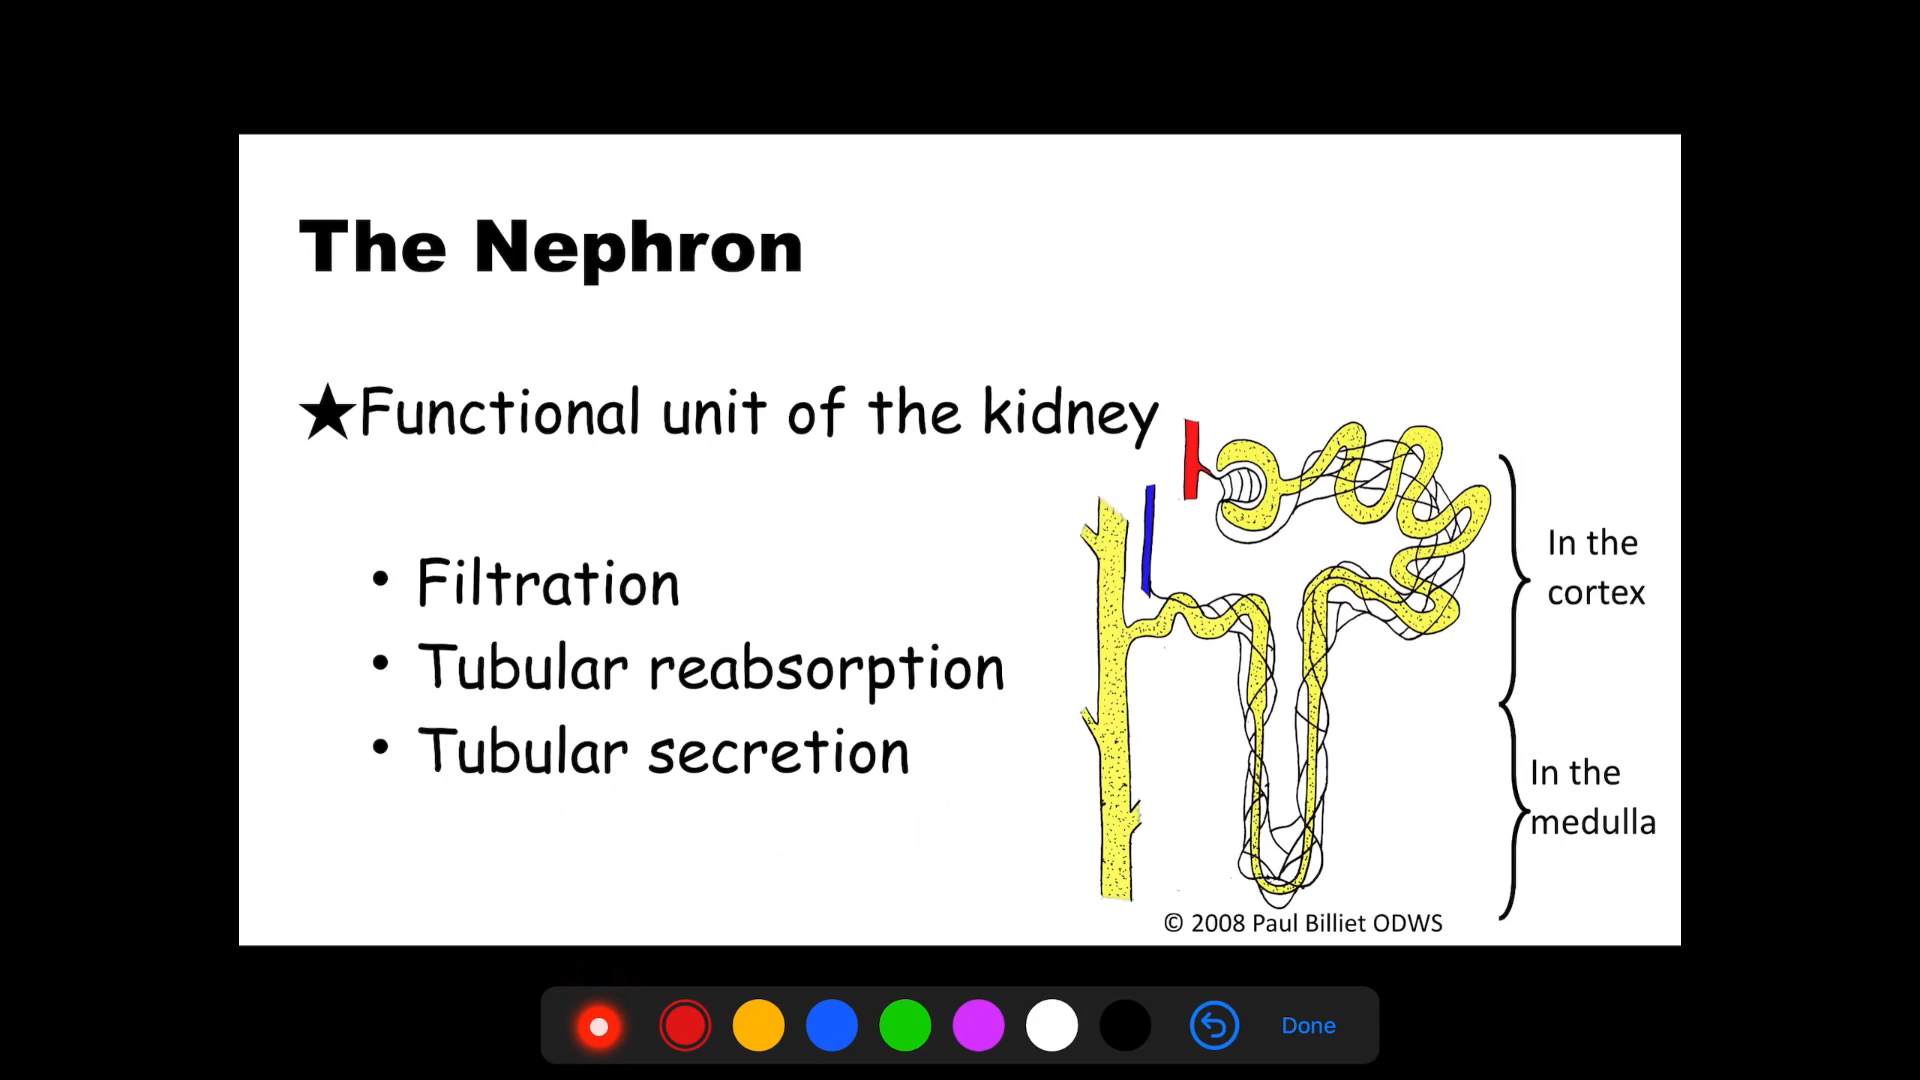 The Nephron
★Functional unit of the kidney
• Filtration
• Tubular reabsorption
• Tubular secretion
In the
cortex
In the
medulla
© 2008 Paul Billiet ODWS
Done